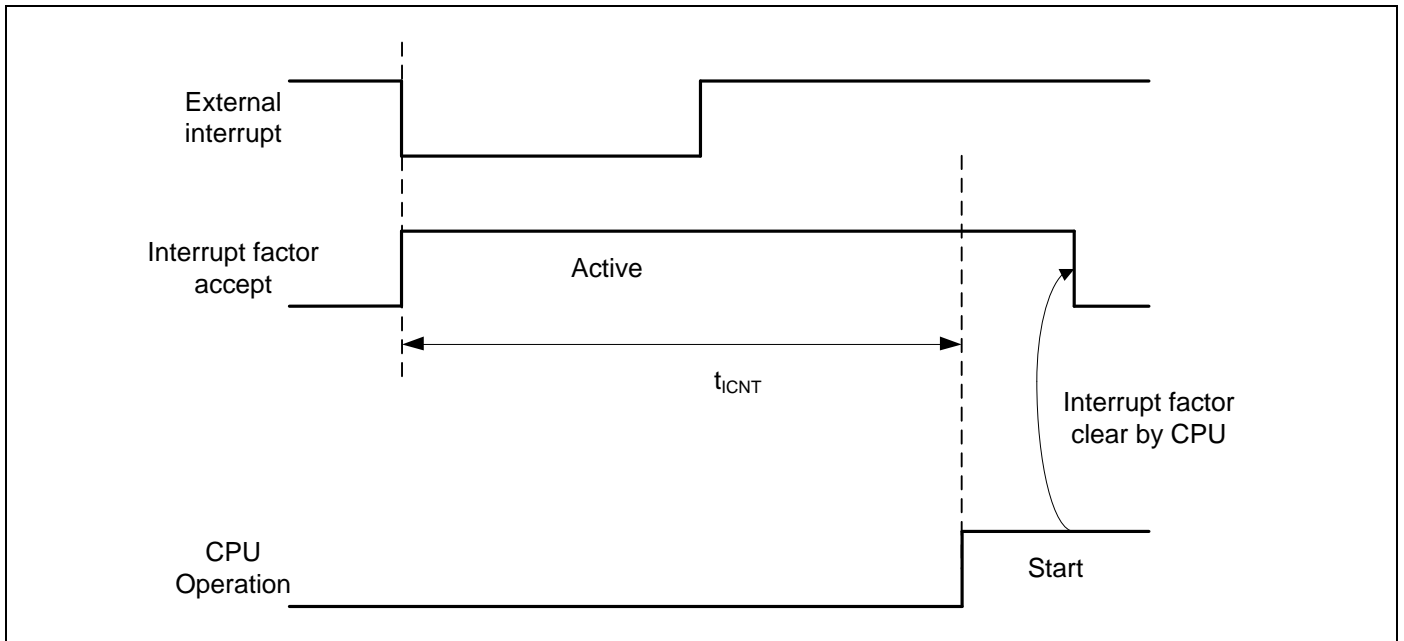 External
interrupt
Interrupt factor
accept
Active
tICNT
Interrupt factor
clear by CPU
CPU
Operation
Start